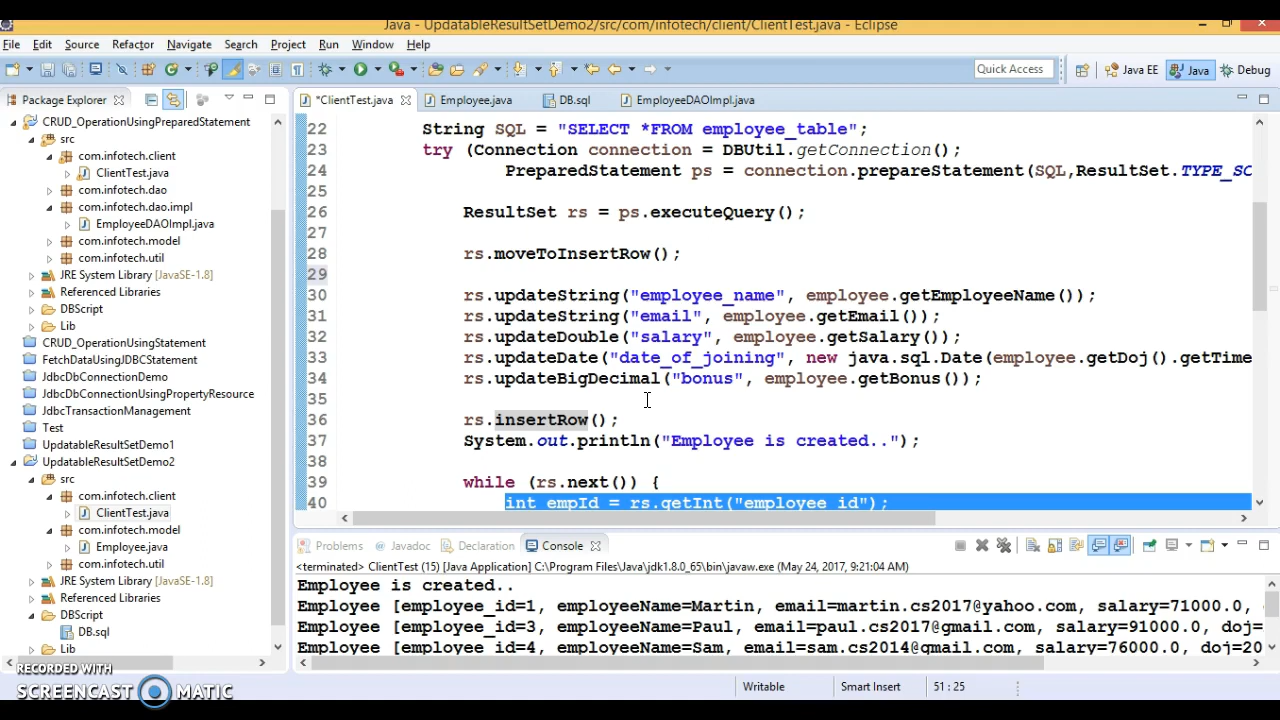 Java - UpdatableResultSetDemo2/src/com/infotech/client/ClientTest.java - Eclipse
File Edit Source Refactor Navigate Search Project Run Window Help
Quick Access Java EE Java Debug
Package Explorer
CRUD_OperationUsingPreparedStatement
src
com.infotech.client
ClientTest.java
com.infotech.dao
com.infotech.dao.impl
EmployeeDAOImpl.java
com.infotech.model
com.infotech.util
JRE System Library [JavaSE-1.8]
Referenced Libraries
DBScript
Lib
CRUD_OperationUsingStatement
FetchDataUsingJDBCStatement
JdbcDbConnectionDemo
JdbcDbConnectionUsingPropertyResource
JdbcTransactionManagement
Test
UpdatableResultSetDemo1
UpdatableResultSetDemo2
src
com.infotech.client
ClientTest.java
com.infotech.model
Employee.java
com.infotech.util
JRE System Library [JavaSE-1.8]
Referenced Libraries
DBScript
DB.sql
Lib
*ClientTest.java Employee.java DB.sql EmployeeDAOImpl.java
22 String SQL = "SELECT *FROM employee_table";
23 try (Connection connection = DBUtil.getConnection();
24 PreparedStatement ps = connection.prepareStatement(SQL,ResultSet.TYPE_SC
25
26 ResultSet rs = ps.executeQuery();
27
28 rs.moveToInsertRow();
29
30 rs.updateString("employee_name", employee.getEmployeeName());
31 rs.updateString("email", employee.getEmail());
32 rs.updateDouble("salary", employee.getSalary());
33 rs.updateDate("date_of_joining", new java.sql.Date(employee.getDoj().getTime
34 rs.updateBigDecimal("bonus", employee.getBonus());
35
36 rs.insertRow();
37 System.out.println("Employee is created..");
38
39 while (rs.next()) {
40 int empId = rs.getInt("employee_id");
Problems Javadoc Declaration Console
<terminated> ClientTest (15) [Java Application] C:\Program Files\Java\jdk1.8.0_65\bin\javaw.exe (May 24, 2017, 9:21:04 AM)
Employee is created..
Employee [employee_id=1, employeeName=Martin, email=martin.cs2017@yahoo.com, salary=71000.0,
Employee [employee_id=3, employeeName=Paul, email=paul.cs2017@gmail.com, salary=91000.0, doj=
Employee [employee_id=4, employeeName=Sam, email=sam.cs2014@gmail.com, salary=76000.0, doj=20
Writable Smart Insert 51 : 25
RECORDED WITH
SCREENCAST MATIC